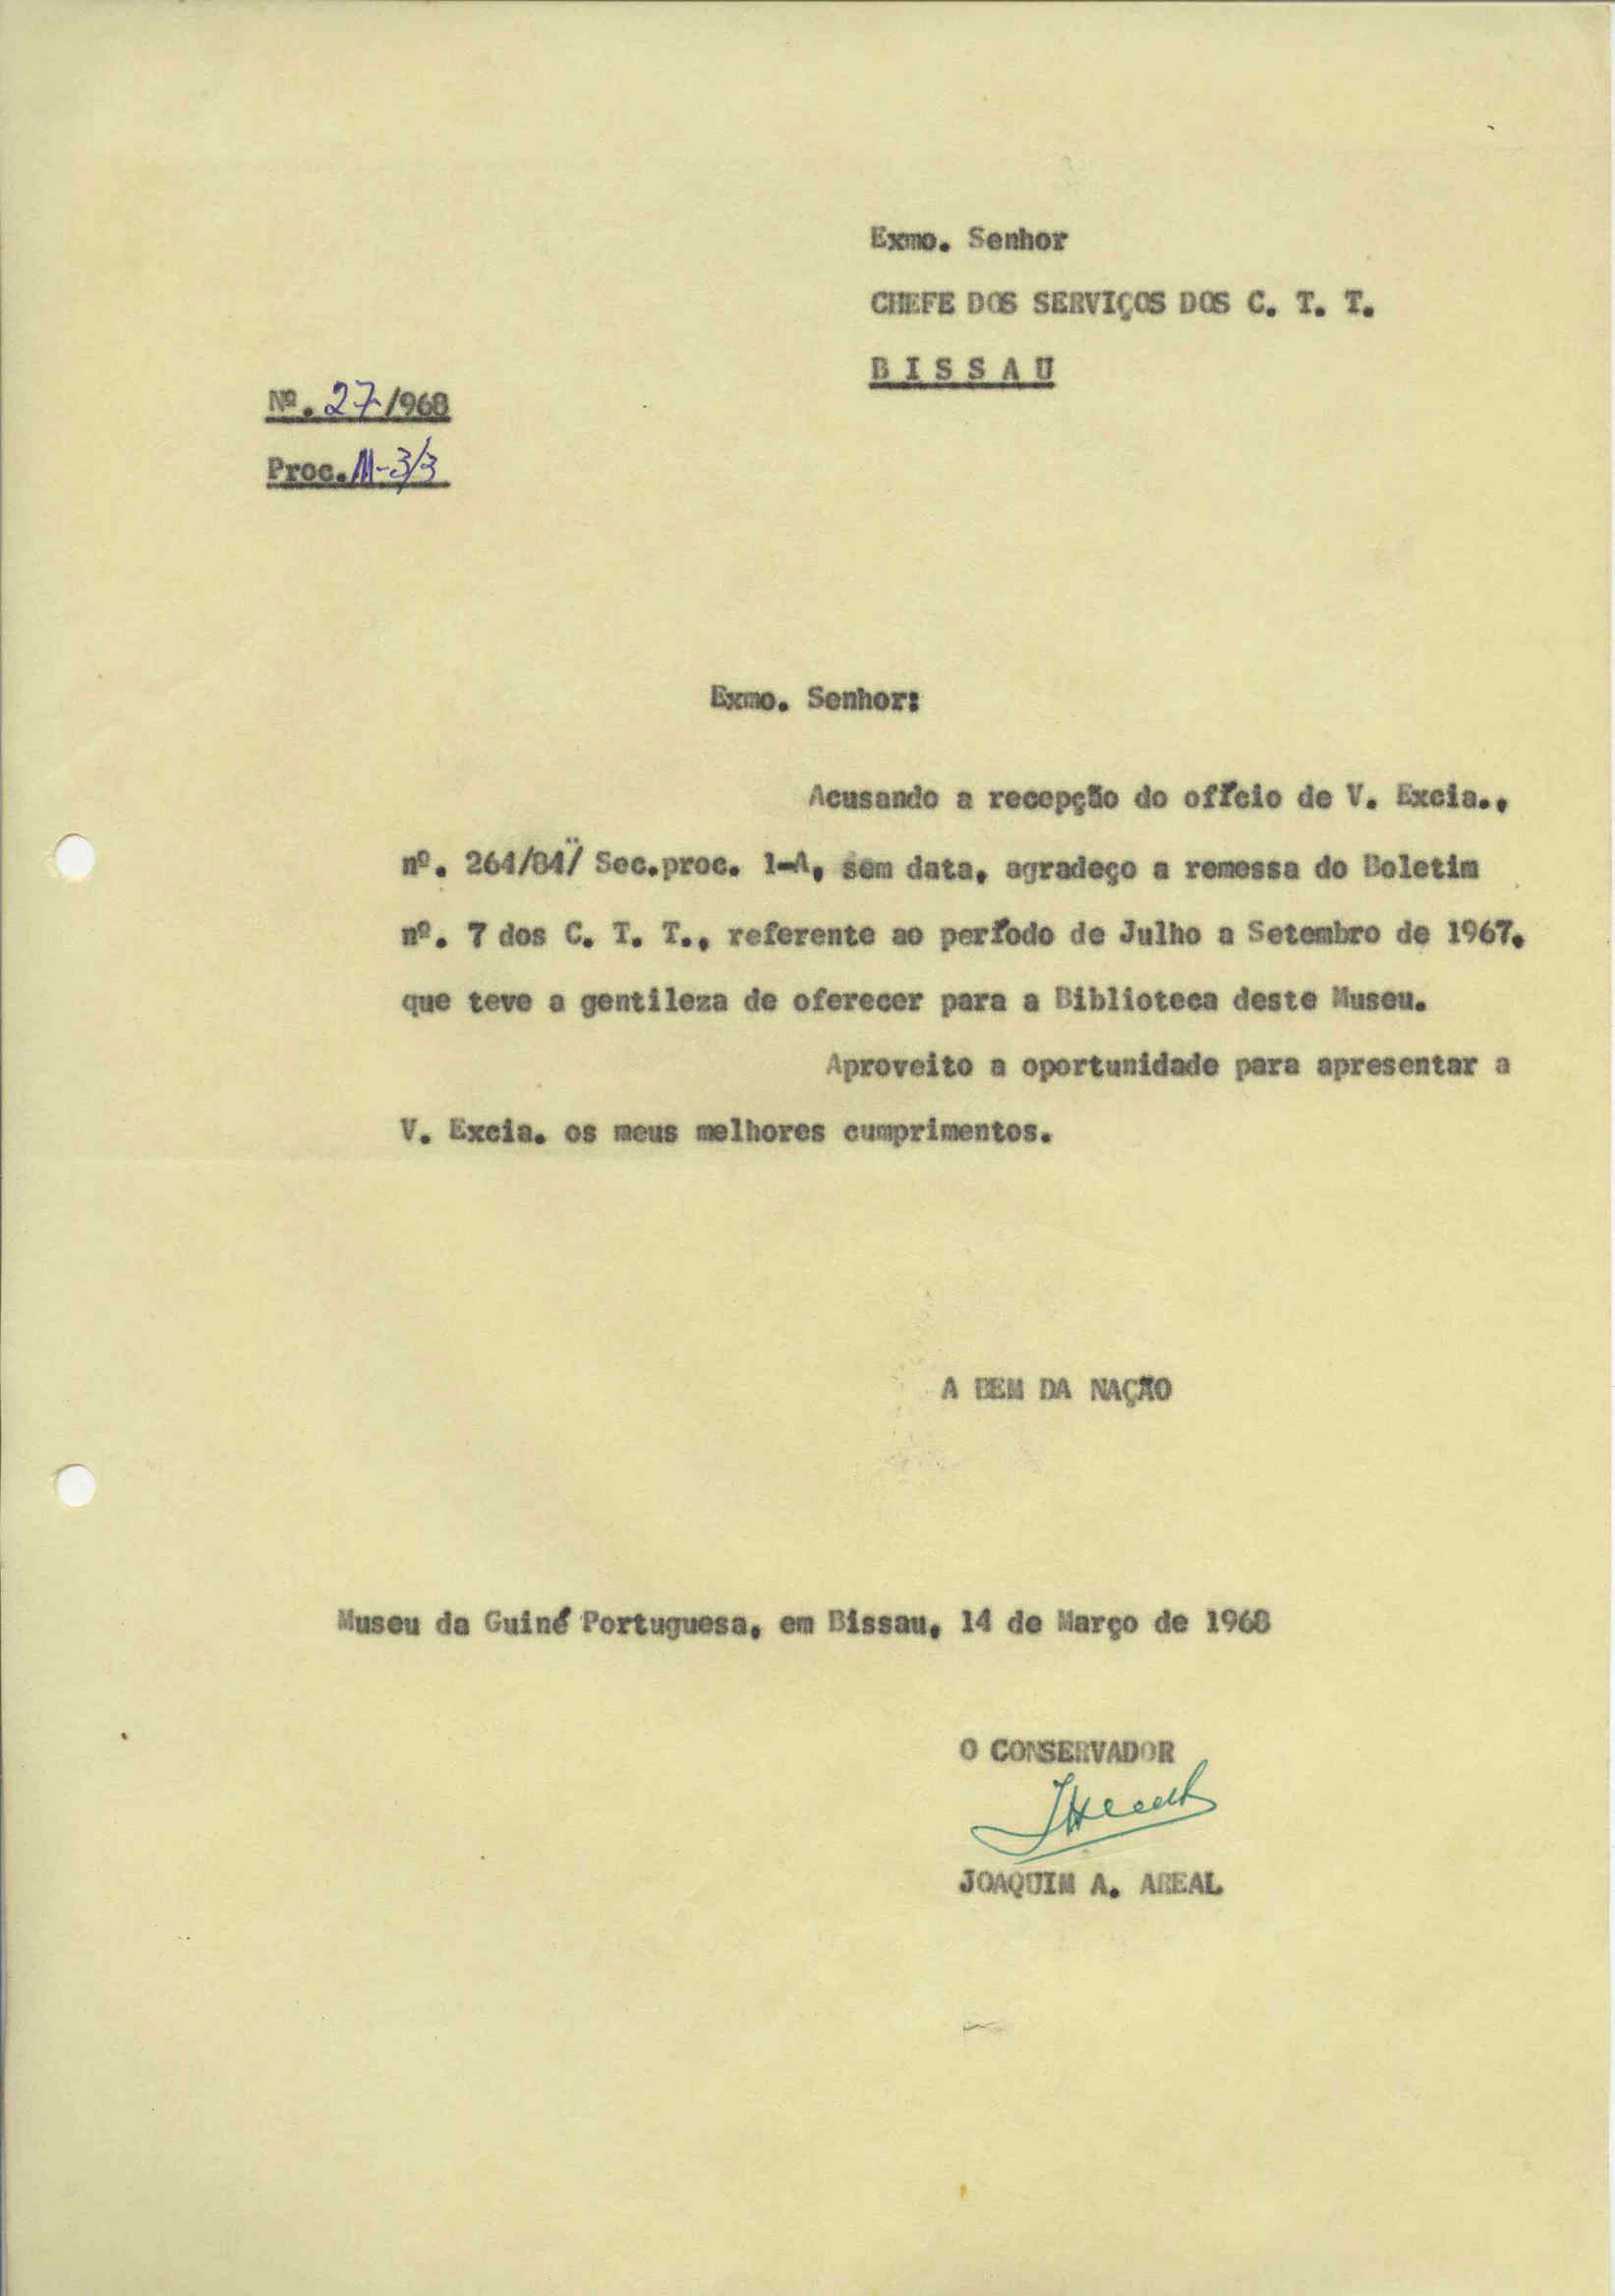 Exmo. Senhor
CHEFE DOS SERVIÇOS DOS C. T. T.
B I S S A U
Nº. 27/968
Proc. M-3/3
Exmo. Senhor:
Acusando a recepção do ofício de V. Excia.,
nº. 264/84/ Sec.proc. 1-A, sem data, agradeço a remessa do Boletim
nº. 7 dos C. T. T., referente ao período de Julho a Setembro de 1967.
que teve a gentileza de oferecer para a Biblioteca deste Museu.
Aproveito a oportunidade para apresentar a
V. Excia. os meus melhores cumprimentos.
A BEM DA NAÇÃO
Museu da Guiné Portuguesa, em Bissau, 14 de Março de 1968
O CONSERVADOR
JOAQUIM A. AREAL